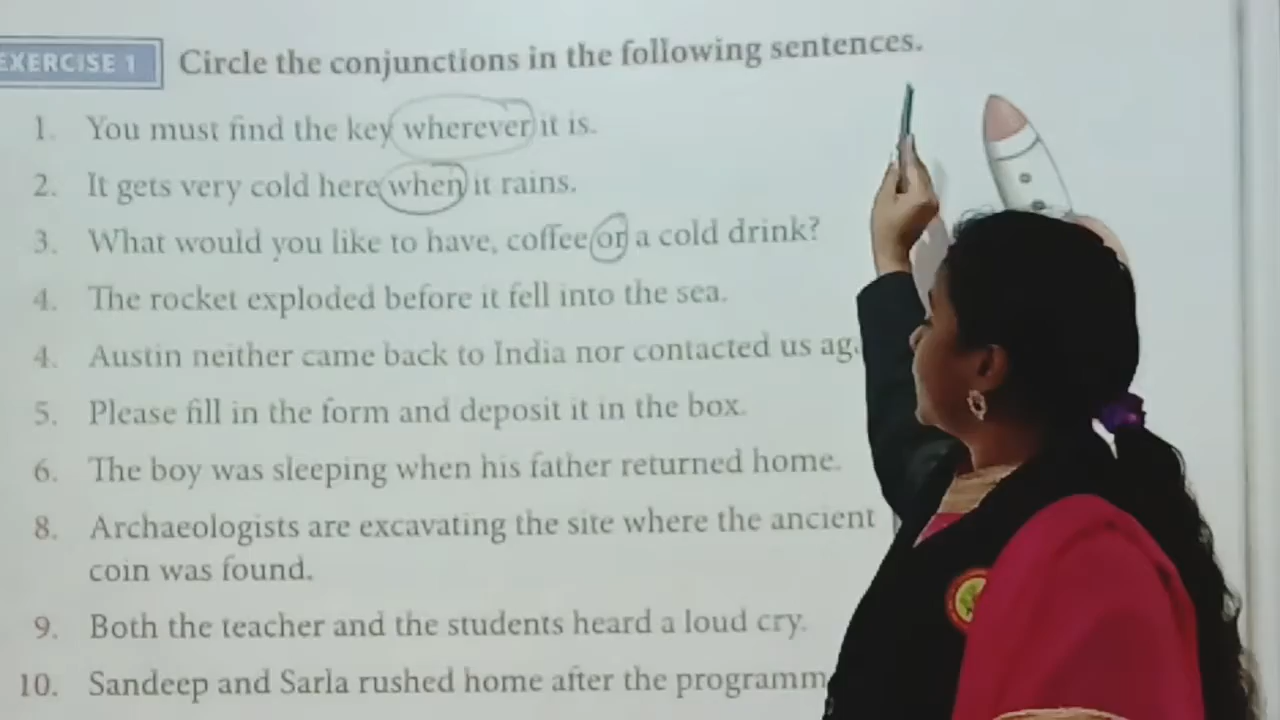 EXERCISE 1 Circle the conjunctions in the following sentences.
1. You must find the key wherever it is.
2. It gets very cold here when it rains.
3. What would you like to have, coffee or a cold drink?
4. The rocket exploded before it fell into the sea.
4. Austin neither came back to India nor contacted us
5. Please fill in the form and deposit it in the box.
6. The boy was sleeping when his father returned home.
8. Archaeologists are excavating the site where the ancient
coin was found.
9. Both the teacher and the students heard a loud cry.
10. Sandeep and Sarla rushed home after the